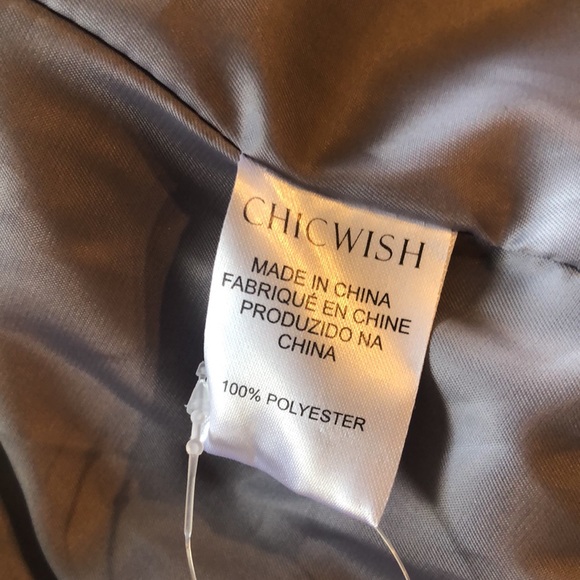 CHICWISH
MADE IN CHINA
FABRIQUÉ EN CHINE
PRODUZIDO NA
CHINA
100% POLYESTER